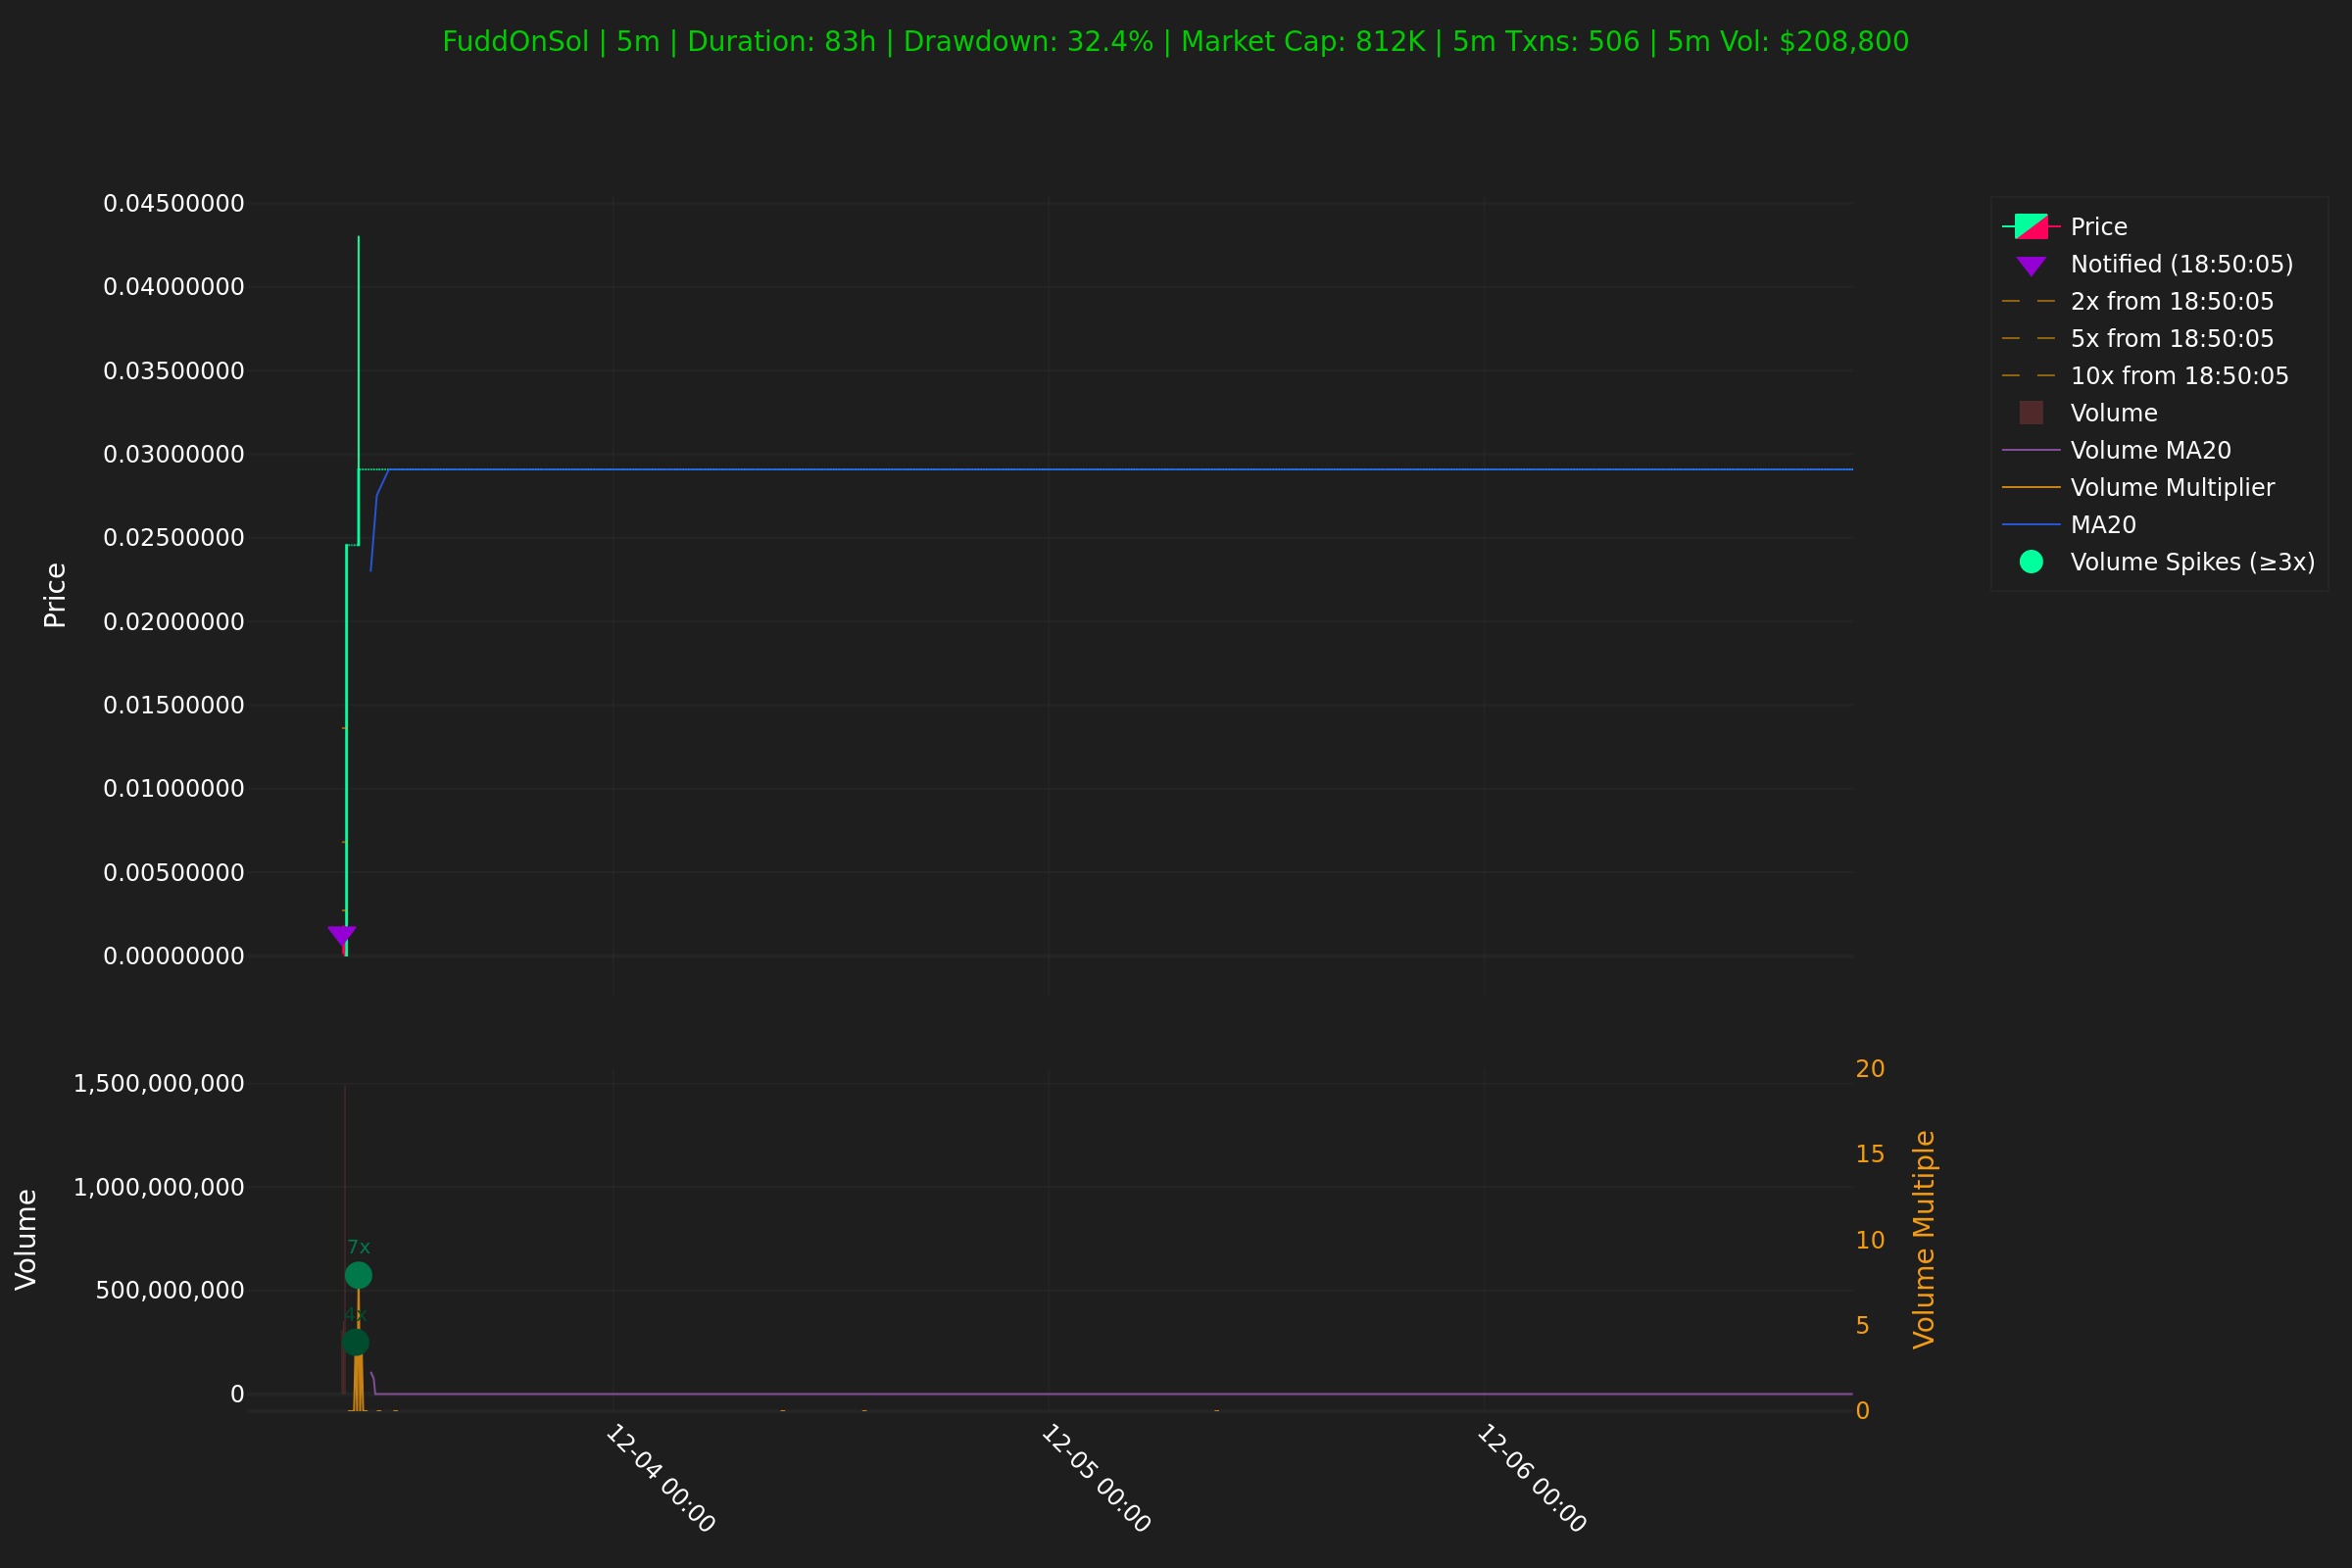 FuddOnSol | 5m | Duration: 83h | Drawdown: 32.4% | Market Cap: 812K | 5m Txns: 506 | 5m Vol: $208,800
Price
0.04500000
0.04000000
0.03500000
0.03000000
0.02500000
0.02000000
0.01500000
0.01000000
0.00500000
0.00000000
Price
Notified (18:50:05)
2x from 18:50:05
5x from 18:50:05
10x from 18:50:05
Volume
Volume MA20
Volume Multiplier
MA20
Volume Spikes (≥3x)
Volume
1,500,000,000
1,000,000,000
500,000,000
0
7x
4x
20
15
10
5
0
Volume Multiple
12-04 00:00
12-05 00:00
12-06 00:00